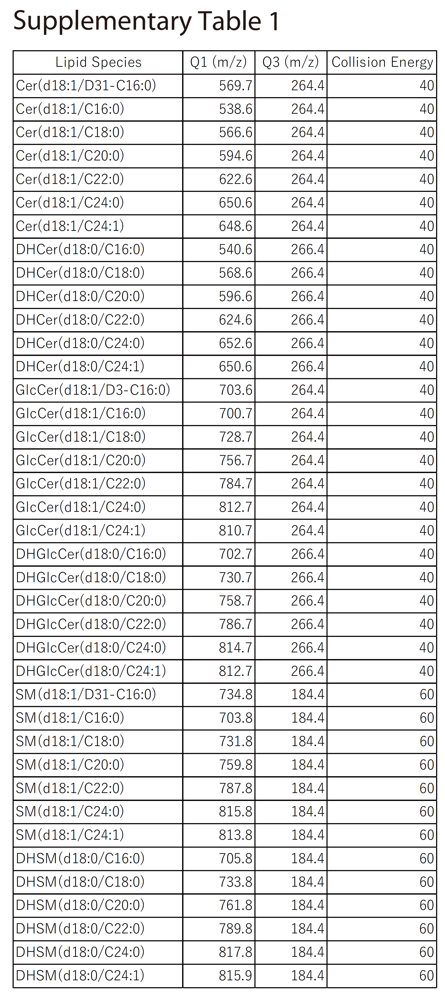 Supplementary Table 1
Lipid Species Q1 (m/z) Q3 (m/z) Collision Energy
Cer(d18:1/D31-C16:0) 569.7 264.4 40
Cer(d18:1/C16:0) 538.6 264.4 40
Cer(d18:1/C18:0) 566.6 264.4 40
Cer(d18:1/C20:0) 594.6 264.4 40
Cer(d18:1/C22:0) 622.6 264.4 40
Cer(d18:1/C24:0) 650.6 264.4 40
Cer(d18:1/C24:1) 648.6 264.4 40
DHCer(d18:0/C16:0) 540.6 266.4 40
DHCer(d18:0/C18:0) 568.6 266.4 40
DHCer(d18:0/C20:0) 596.6 266.4 40
DHCer(d18:0/C22:0) 624.6 266.4 40
DHCer(d18:0/C24:0) 652.6 266.4 40
DHCer(d18:0/C24:1) 650.6 266.4 40
GlcCer(d18:1/D3-C16:0) 703.6 264.4 40
GlcCer(d18:1/C16:0) 700.7 264.4 40
GlcCer(d18:1/C18:0) 728.7 264.4 40
GlcCer(d18:1/C20:0) 756.7 264.4 40
GlcCer(d18:1/C22:0) 784.7 264.4 40
GlcCer(d18:1/C24:0) 812.7 264.4 40
GlcCer(d18:1/C24:1) 810.7 264.4 40
DHGlcCer(d18:0/C16:0) 702.7 266.4 40
DHGlcCer(d18:0/C18:0) 730.7 266.4 40
DHGlcCer(d18:0/C20:0) 758.7 266.4 40
DHGlcCer(d18:0/C22:0) 786.7 266.4 40
DHGlcCer(d18:0/C24:0) 814.7 266.4 40
DHGlcCer(d18:0/C24:1) 812.7 266.4 40
SM(d18:1/D31-C16:0) 734.8 184.4 60
SM(d18:1/C16:0) 703.8 184.4 60
SM(d18:1/C18:0) 731.8 184.4 60
SM(d18:1/C20:0) 759.8 184.4 60
SM(d18:1/C22:0) 787.8 184.4 60
SM(d18:1/C24:0) 815.8 184.4 60
SM(d18:1/C24:1) 813.8 184.4 60
DHSM(d18:0/C16:0) 705.8 184.4 60
DHSM(d18:0/C18:0) 733.8 184.4 60
DHSM(d18:0/C20:0) 761.8 184.4 60
DHSM(d18:0/C22:0) 789.8 184.4 60
DHSM(d18:0/C24:0) 817.8 184.4 60
DHSM(d18:0/C24:1) 815.9 184.4 60